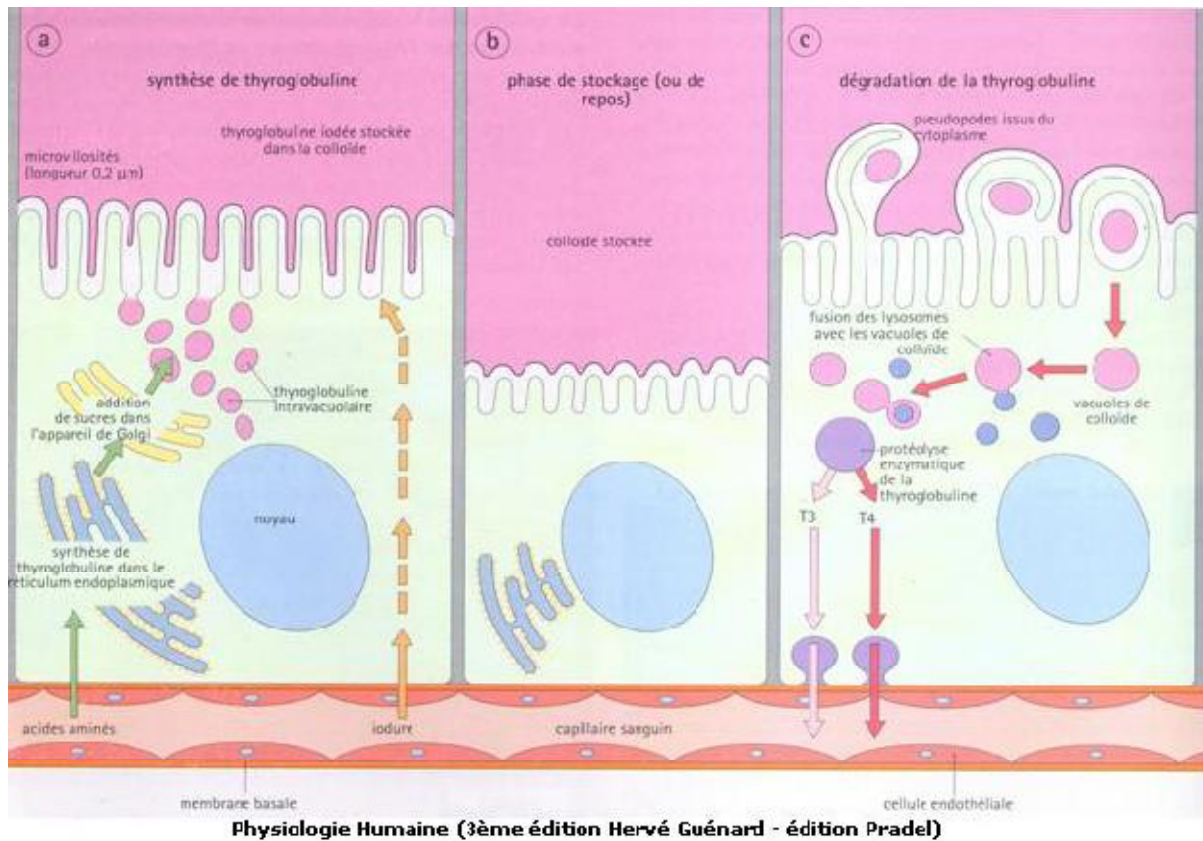 a
synthèse de thyroglobuline
thyroglobuline iodée stockée
dans la colloïde
microvilosités
(longueur 0,2 µm)
addition
de sucres dans
l'appareil de Golgi
thyroglobuline
intravacuolaire
noyau
synthèse de
thyroglobuline dans le
réticulum endoplasmique
acides aminés
iodure
membrane basale
b
phase de stockage (ou de
repos)
colloïde stockée
capillaire sanguin
c
dégradation de la thyroglobuline
pseudopodes issus du
cytoplasme
fusion des lysosomes
avec les vacuoles de
colloïde
vacuoles de
colloïde
protéolyse
enzymatique
de la
thyroglobuline
T3
T4
cellule endothéliale
Physiologie Humaine (3ème édition Hervé Guénard - édition Pradel)